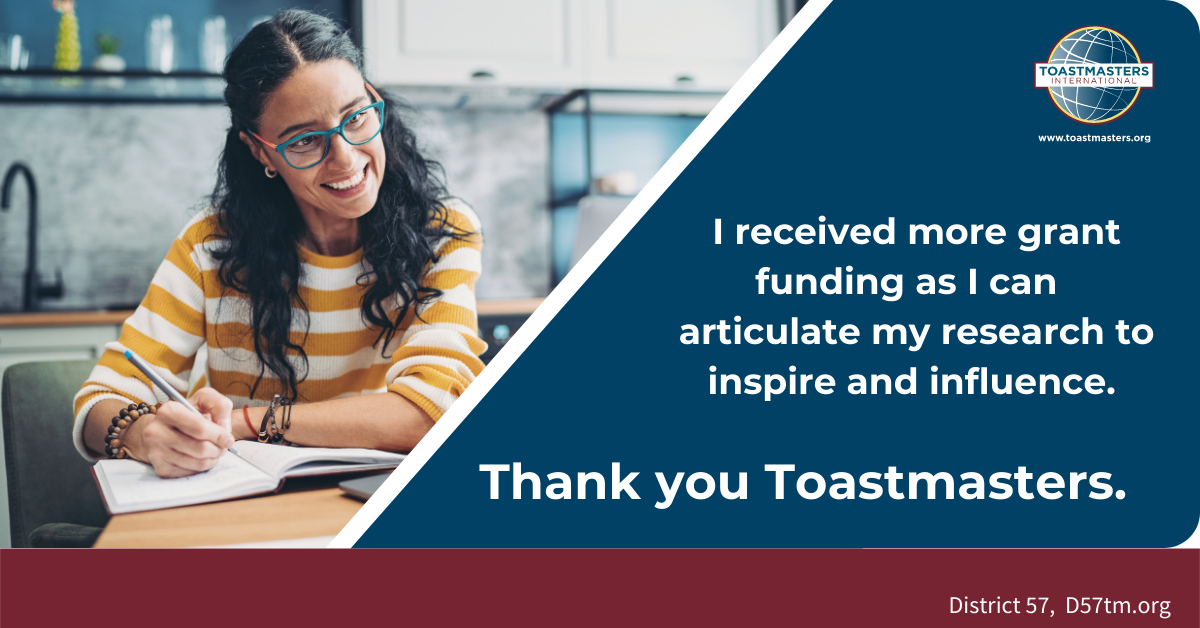 TOASTMASTERS
INTERNATIONAL
www.toastmasters.org
I received more grant
funding as I can
articulate my research to
inspire and influence.
Thank you Toastmasters.
District 57, D57tm.org